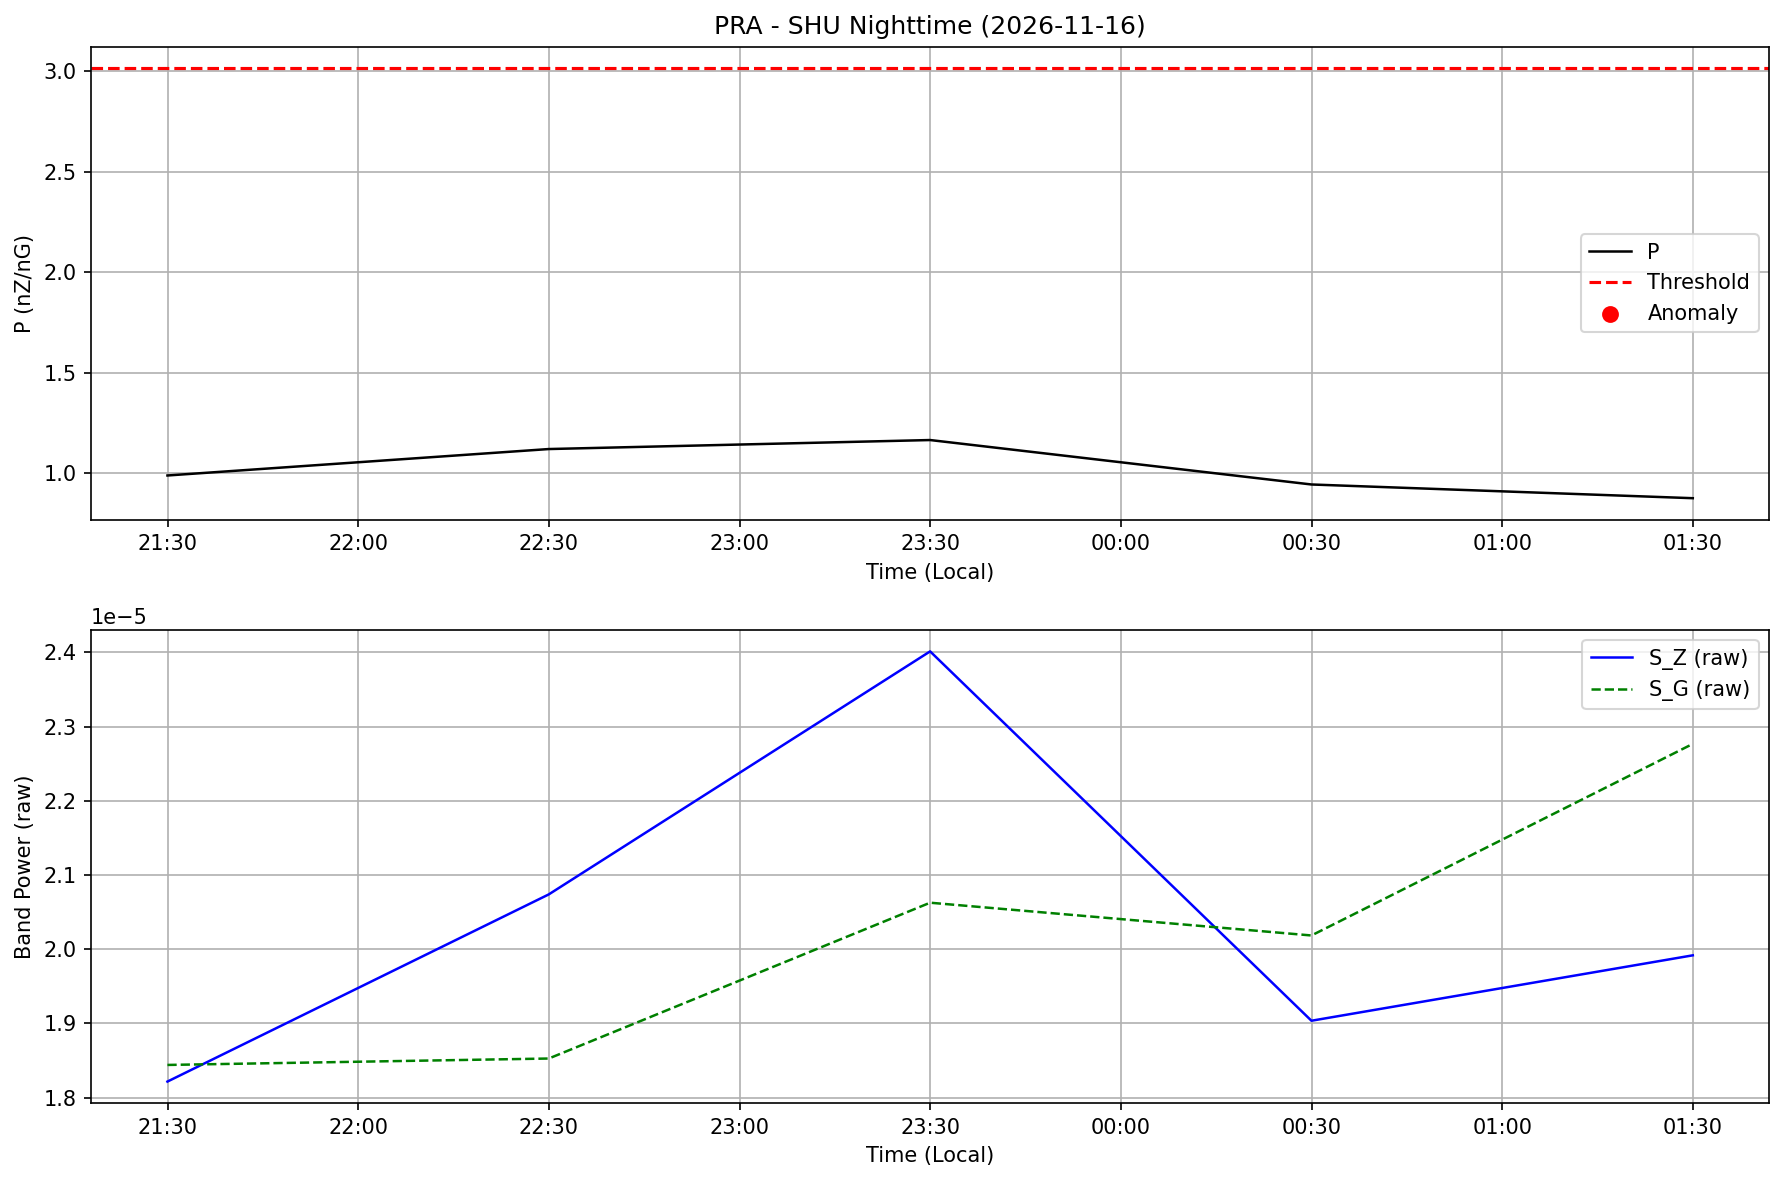 PRA - SHU Nighttime (2026-11-16)
3.0
2.5
2.0
1.5
1.0
P (nZ/nG)
P
Threshold
Anomaly
21:30 22:00 22:30 23:00 23:30 00:00 00:30 01:00 01:30
Time (Local)
1e−5
2.4
2.3
2.2
2.1
2.0
1.9
1.8
Band Power (raw)
S_Z (raw)
S_G (raw)
21:30 22:00 22:30 23:00 23:30 00:00 00:30 01:00 01:30
Time (Local)